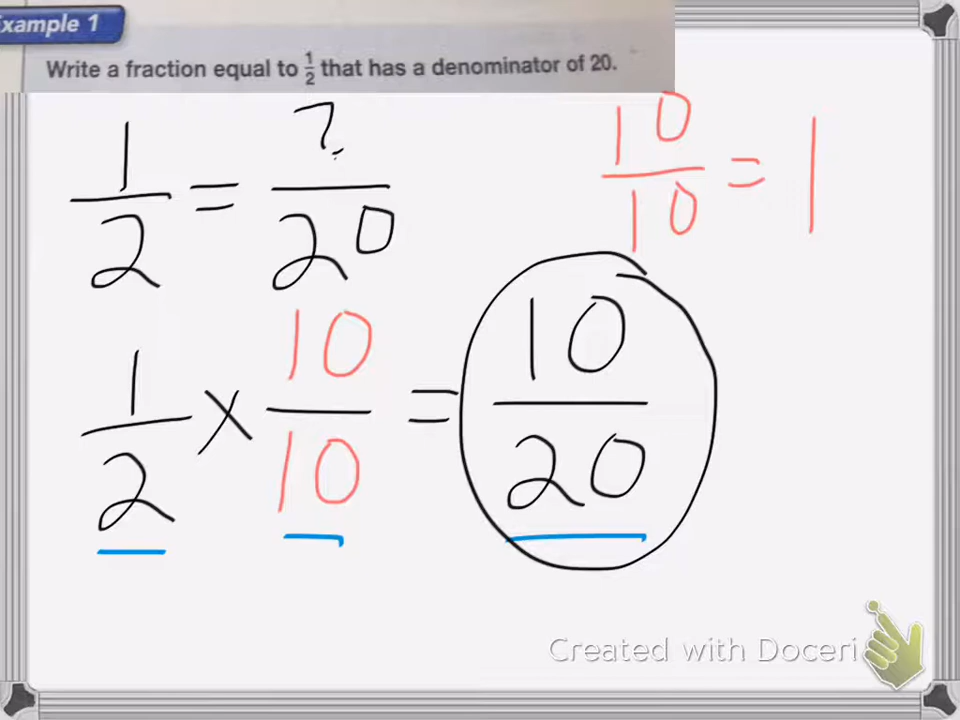 Example 1
Write a fraction equal to 1/2 that has a denominator of 20.
1/2 = ?/20
10/10 = 1
1/2 × 10/10 = 10/20
Created with Doceri